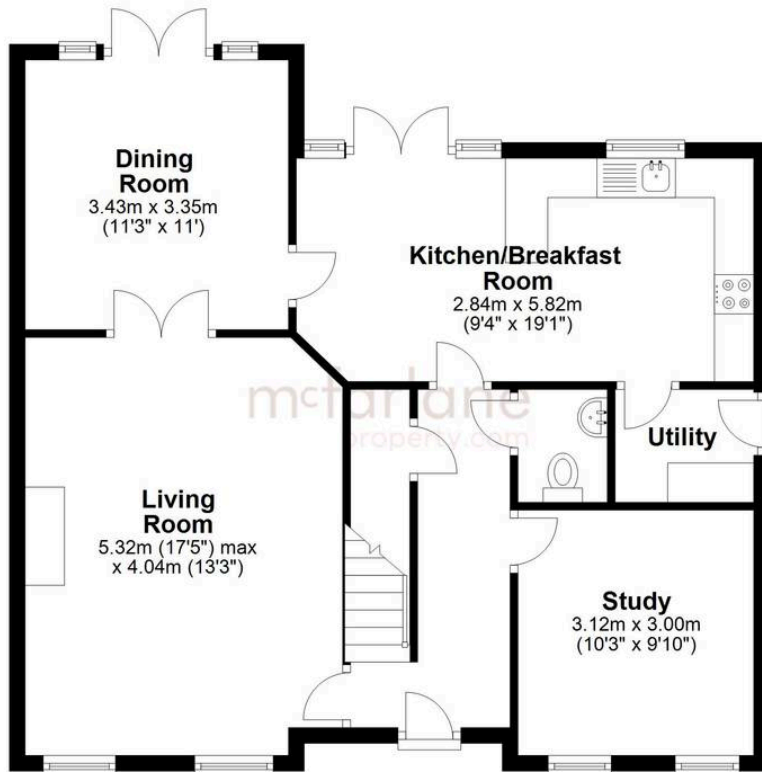 Dining
Room
3.43m x 3.35m
(11'3" x 11')
Kitchen/Breakfast
Room
2.84m x 5.82m
(9'4" x 19'1")
mcfarlane
property.com
Utility
Living
Room
5.32m (17'5") max
x 4.04m (13'3")
Study
3.12m x 3.00m
(10'3" x 9'10")